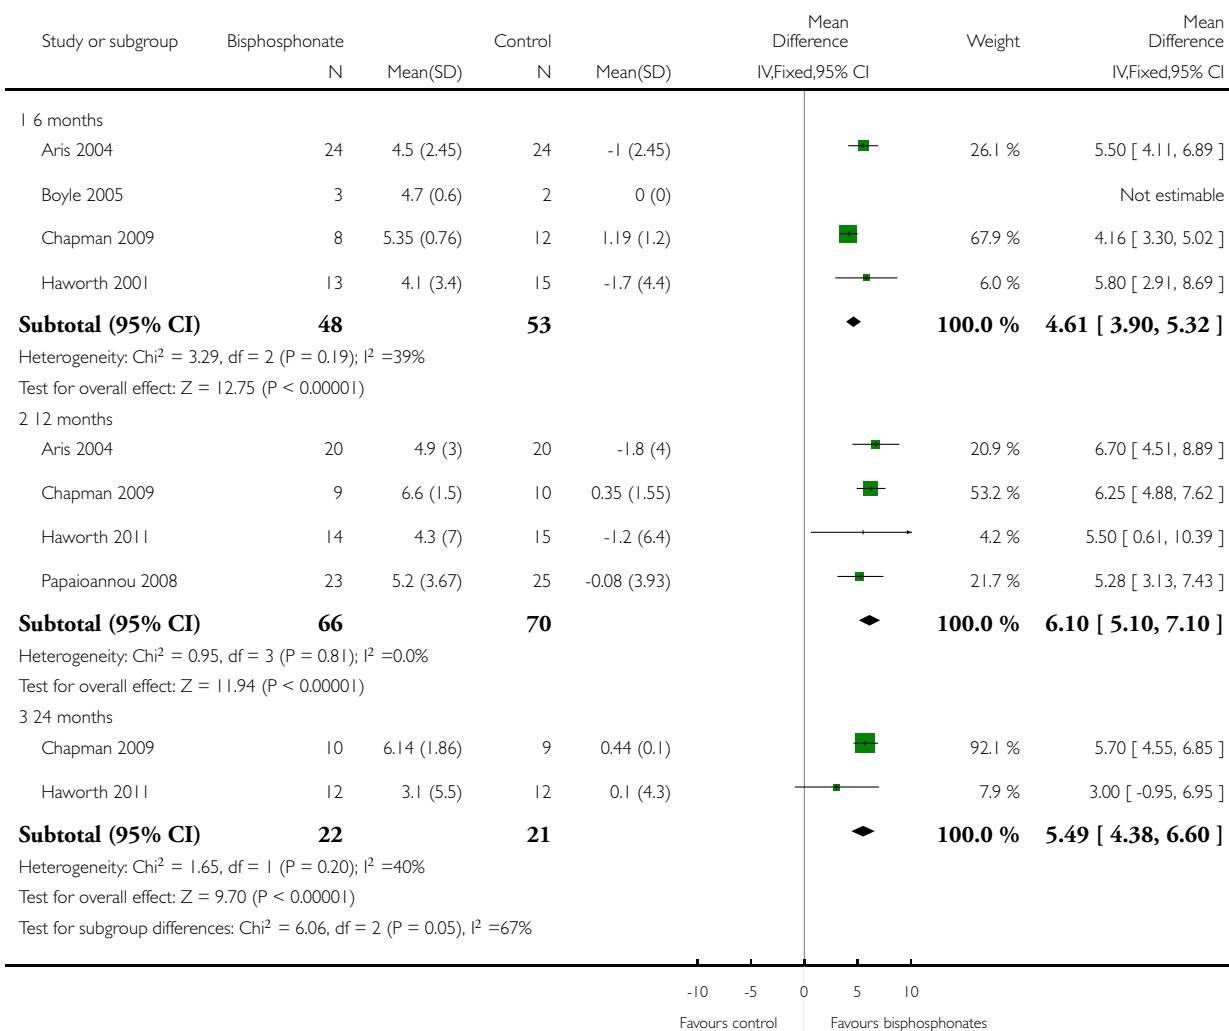 Study or subgroup Bisphosphonate Control Mean Difference Weight Mean Difference
N Mean(SD) N Mean(SD) IV,Fixed,95% CI IV,Fixed,95% CI
1 6 months
Aris 2004 24 4.5 (2.45) 24 -1 (2.45) 26.1 % 5.50 [ 4.11, 6.89 ]
Boyle 2005 3 4.7 (0.6) 2 0 (0) Not estimable
Chapman 2009 8 5.35 (0.76) 12 1.19 (1.2) 67.9 % 4.16 [ 3.30, 5.02 ]
Haworth 2001 13 4.1 (3.4) 15 -1.7 (4.4) 6.0 % 5.80 [ 2.91, 8.69 ]
Subtotal (95% CI) 48 53 100.0 % 4.61 [ 3.90, 5.32 ]
Heterogeneity: Chi² = 3.29, df = 2 (P = 0.19); I² =39%
Test for overall effect: Z = 12.75 (P < 0.00001)
2 12 months
Aris 2004 20 4.9 (3) 20 -1.8 (4) 20.9 % 6.70 [ 4.51, 8.89 ]
Chapman 2009 9 6.6 (1.5) 10 0.35 (1.55) 53.2 % 6.25 [ 4.88, 7.62 ]
Haworth 2011 14 4.3 (7) 15 -1.2 (6.4) 4.2 % 5.50 [ 0.61, 10.39 ]
Papaioannou 2008 23 5.2 (3.67) 25 -0.08 (3.93) 21.7 % 5.28 [ 3.13, 7.43 ]
Subtotal (95% CI) 66 70 100.0 % 6.10 [ 5.10, 7.10 ]
Heterogeneity: Chi² = 0.95, df = 3 (P = 0.81); I² =0.0%
Test for overall effect: Z = 11.94 (P < 0.00001)
3 24 months
Chapman 2009 10 6.14 (1.86) 9 0.44 (0.1) 92.1 % 5.70 [ 4.55, 6.85 ]
Haworth 2011 12 3.1 (5.5) 12 0.1 (4.3) 7.9 % 3.00 [ -0.95, 6.95 ]
Subtotal (95% CI) 22 21 100.0 % 5.49 [ 4.38, 6.60 ]
Heterogeneity: Chi² = 1.65, df = 1 (P = 0.20); I² =40%
Test for overall effect: Z = 9.70 (P < 0.00001)
Test for subgroup differences: Chi² = 6.06, df = 2 (P = 0.05), I² =67%
-10 -5 0 5 10
Favours control Favours bisphosphonates